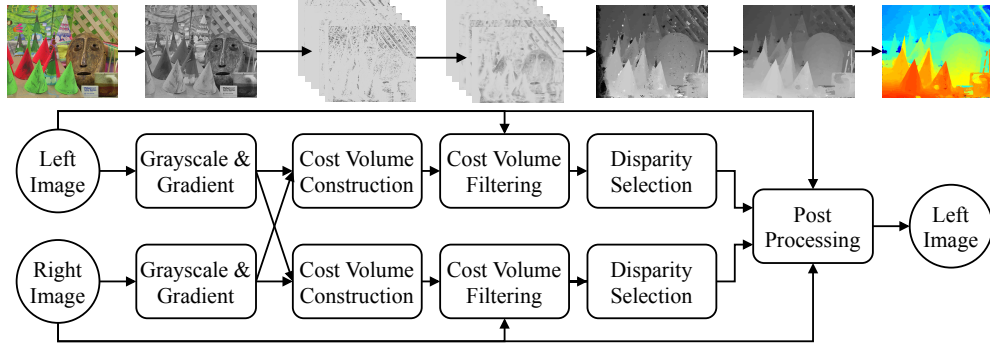 Left
Image
Grayscale &
Gradient
Cost Volume
Construction
Cost Volume
Filtering
Disparity
Selection
Post
Processing
Left
Image
Right
Image
Grayscale &
Gradient
Cost Volume
Construction
Cost Volume
Filtering
Disparity
Selection